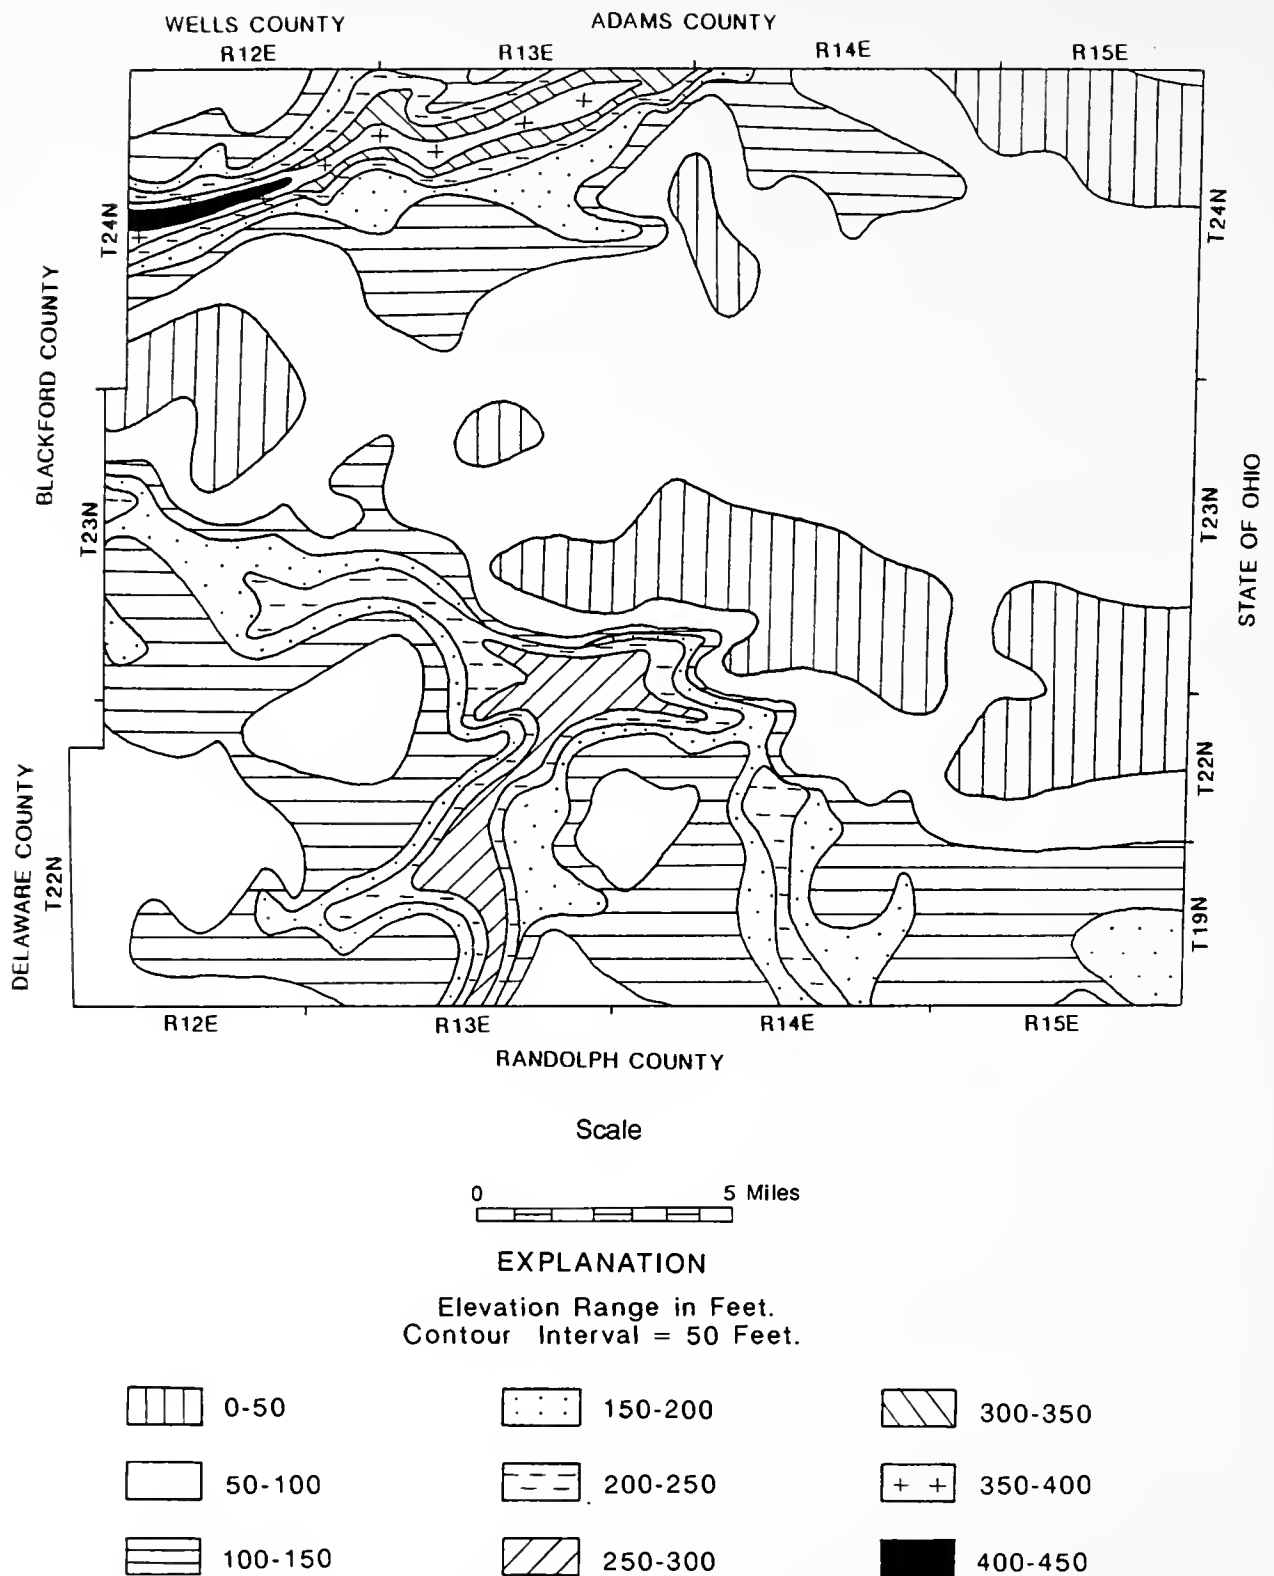 WELLS COUNTY
ADAMS COUNTY
R12E
R13E
R14E
R15E
T24N
T24N
BLACKFORD COUNTY
T23N
T23N
STATE OF OHIO
T22N
DELAWARE COUNTY
T22N
T19N
R12E
R13E
R14E
R15E
RANDOLPH COUNTY
Scale
0 5 Miles
EXPLANATION
Elevation Range in Feet.
Contour Interval = 50 Feet.
0-50
150-200
300-350
50-100
200-250
350-400
100-150
250-300
400-450